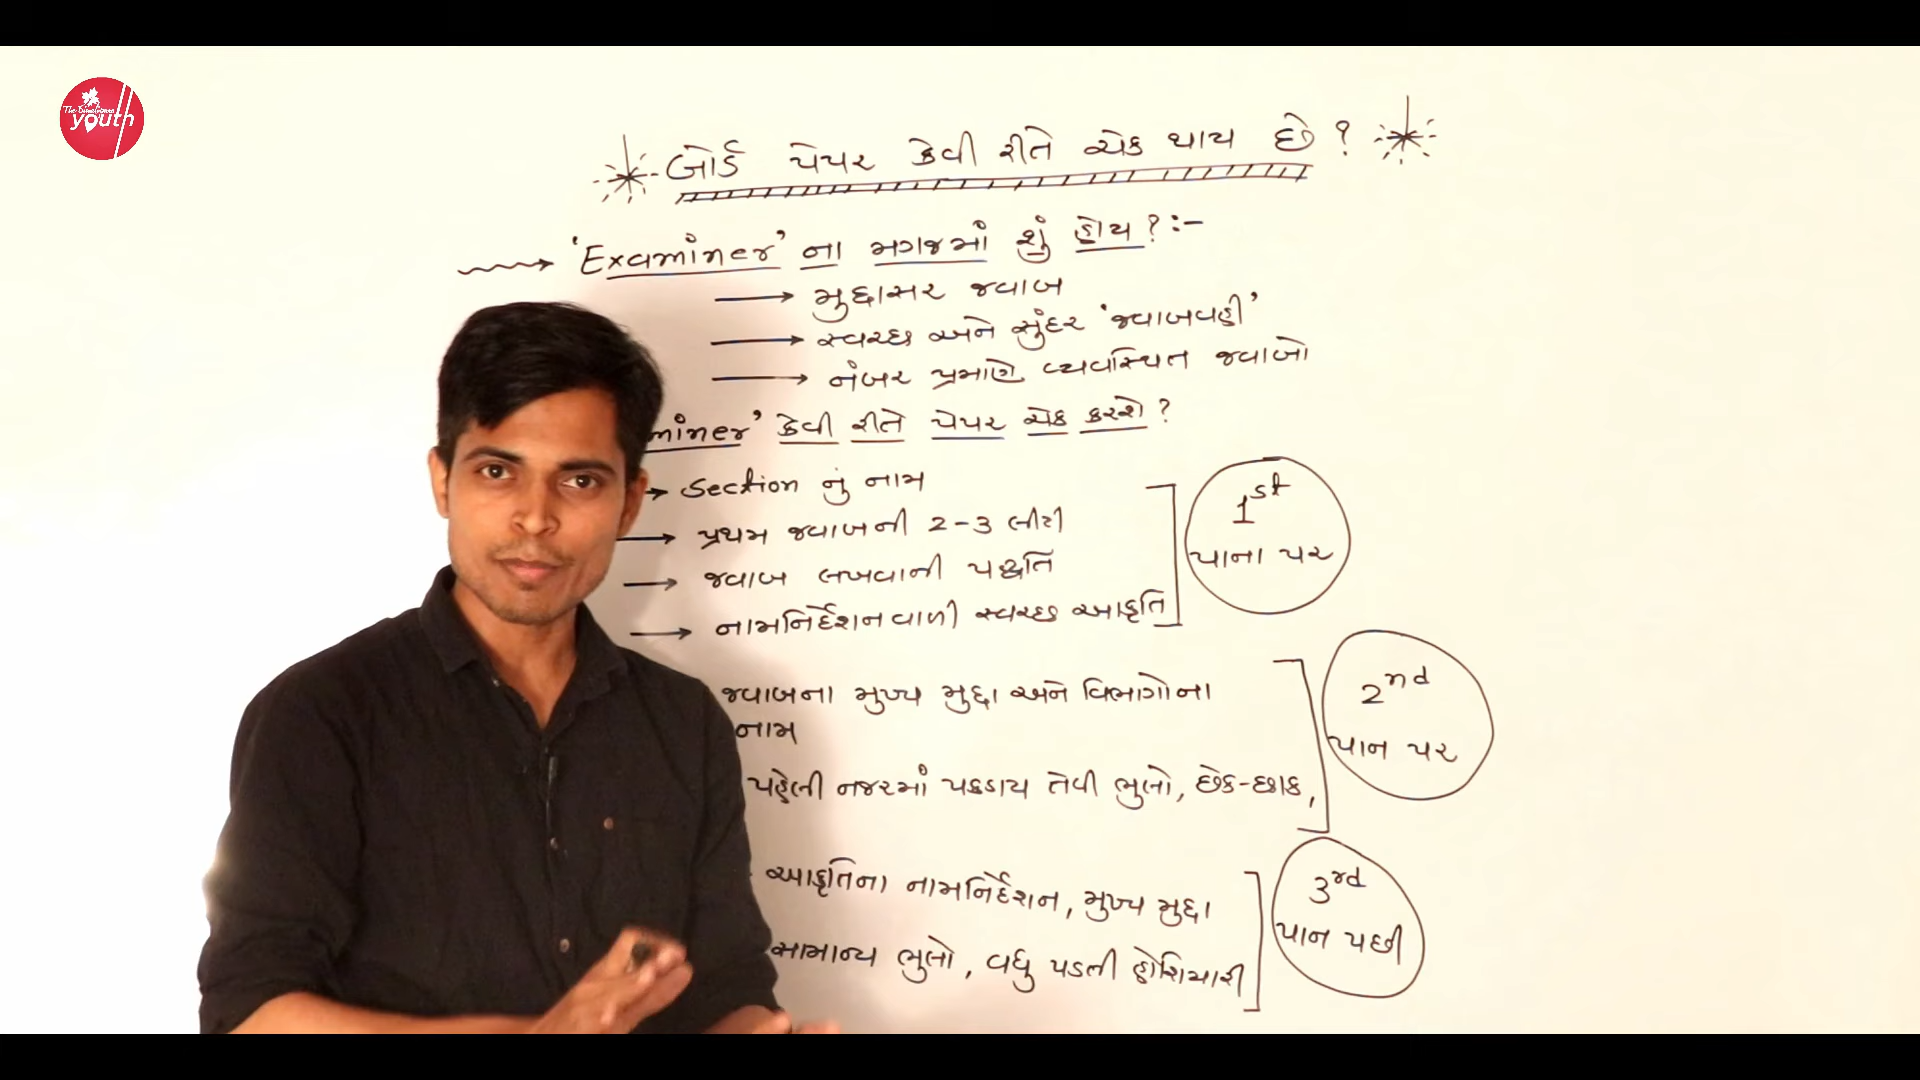 The Dineshwar
youth
બોર્ડ પેપર કેવી રીતે ચેક થાય છે ?
'Examiner' ના મગજમાં શું હોય ? :-
મુદ્દાસર જવાબ
સ્વચ્છ અને સુંદર 'જવાબવહી'
નંબર પ્રમાણે વ્યવસ્થિત જવાબો
miner' કેવી રીતે પેપર ચેક કરશે ?
Section નું નામ
પ્રથમ જવાબની 2-3 લીટી
જવાબ લખવાની પદ્ધતિ
નામનિર્દેશનવાળી સ્વચ્છ આકૃતિ
1st
પાના પર
જવાબના મુખ્ય મુદ્દા અને વિભાગોના
નામ
પહેલી નજરમાં પકડાય તેવી ભુલો, છેક-છાક,
2nd
પાન પર
આકૃતિના નામનિર્દેશન, મુખ્ય મુદ્દા
સામાન્ય ભુલો, વધુ પડતી હોશિયારી
3rd
પાન પછી